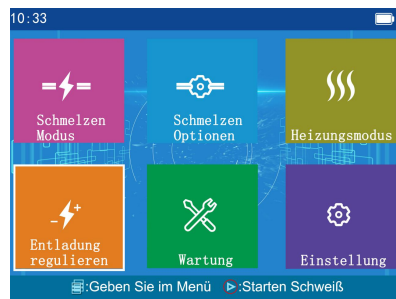 10:33
Schmelzen
Modus
Schmelzen
Optionen
Heizungsmodus
Entladung
regulieren
Wartung
Einstellung
:Geben Sie im Menü :Starten Schweiß